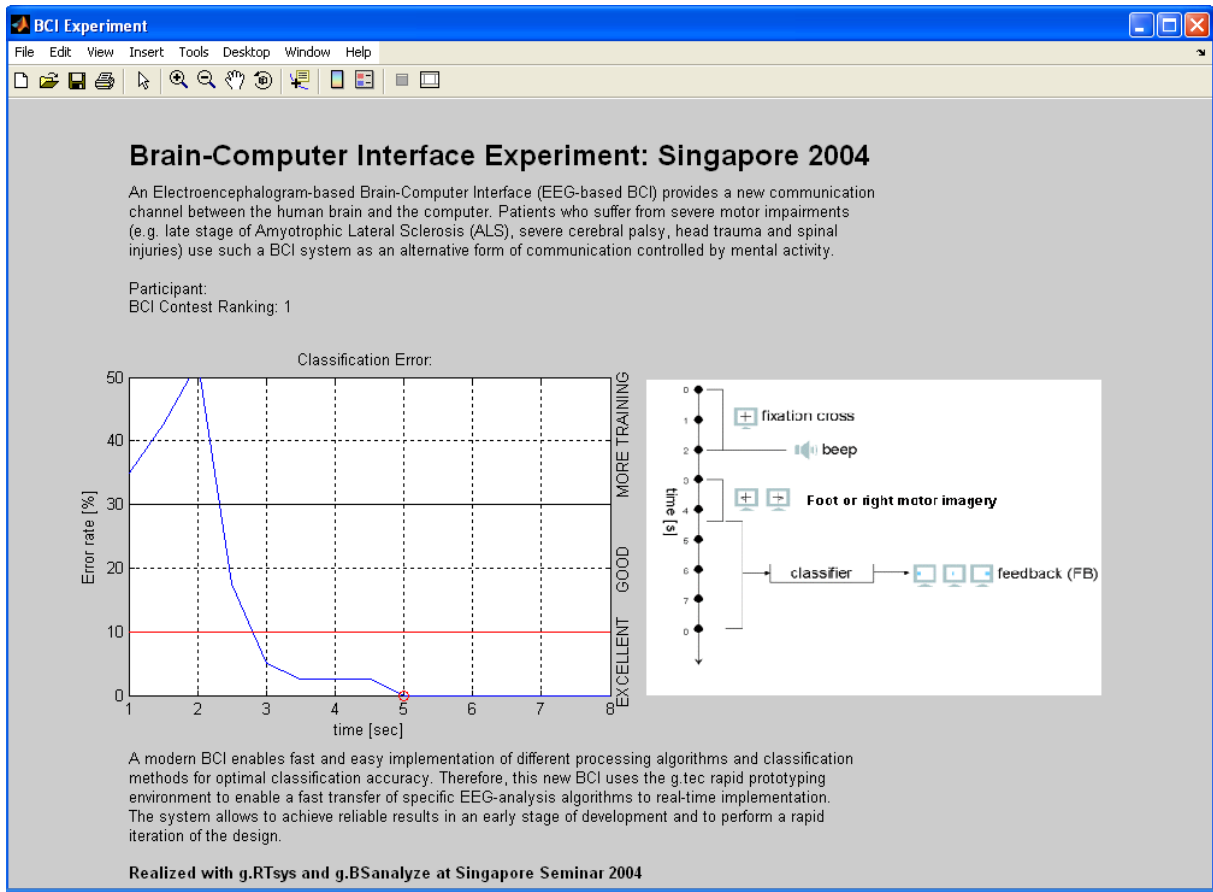 BCI Experiment
File Edit View Insert Tools Desktop Window Help
Brain-Computer Interface Experiment: Singapore 2004
An Electroencephalogram-based Brain-Computer Interface (EEG-based BCI) provides a new communication
channel between the human brain and the computer. Patients who suffer from severe motor impairments
(e.g. late stage of Amyotrophic Lateral Sclerosis (ALS), severe cerebral palsy, head trauma and spinal
injuries) use such a BCI system as an alternative form of communication controlled by mental activity.
Participant:
BCI Contest Ranking: 1
Classification Error:
50
40
30
20
10
0
Error rate [%]
1 2 3 4 5 6 7 8
time [sec]
MORE TRAINING
GOOD
EXCELLENT
0
1
2
4
5
6
7
time [s]
fixation cross
beep
Foot or right motor imagery
classifier
feedback (FB)
A modern BCI enables fast and easy implementation of different processing algorithms and classification
methods for optimal classification accuracy. Therefore, this new BCI uses the g.tec rapid prototyping
environment to enable a fast transfer of specific EEG-analysis algorithms to real-time implementation.
The system allows to achieve reliable results in an early stage of development and to perform a rapid
iteration of the design.
Realized with g.RTsys and g.BSanalyze at Singapore Seminar 2004